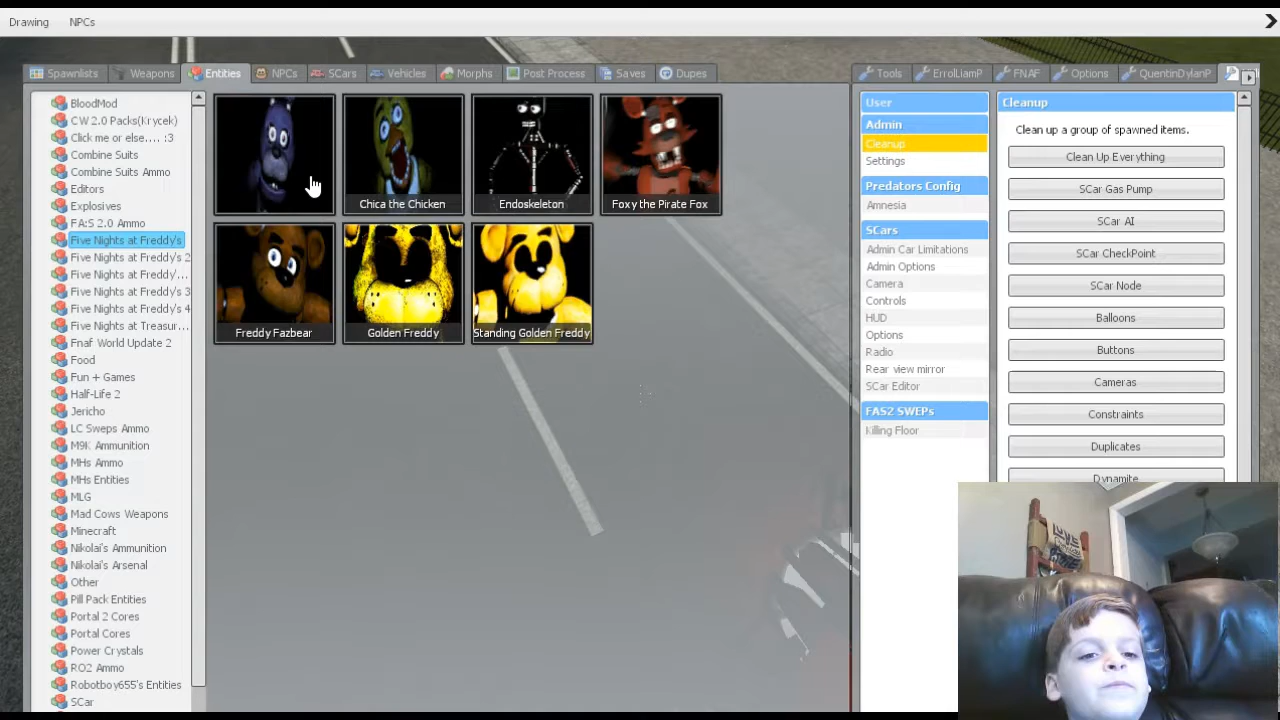 Drawing NPCs
Spawnlists Weapons Entities NPCs SCars Vehicles Morphs Post Process Saves Dupes
Tools ErrolLiamP FNAF Options QuentinDylanP
BloodMod
CW 2.0 Packs(Krycek)
Click me or else.... :3
Combine Suits
Combine Suits Ammo
Editors
Explosives
FA:S 2.0 Ammo
Five Nights at Freddy's
Five Nights at Freddy's 2
Five Nights at Freddy'...
Five Nights at Freddy's 3
Five Nights at Freddy's 4
Five Nights at Treasur...
Fnaf World Update 2
Food
Fun + Games
Half-Life 2
Jericho
LC Sweps Ammo
M9K Ammunition
MHs Ammo
MHs Entities
MLG
Mad Cows Weapons
Minecraft
Nikolai's Ammunition
Nikolai's Arsenal
Other
Pill Pack Entities
Portal 2 Cores
Portal Cores
Power Crystals
RO2 Ammo
Robotboy655's Entities
SCar
Chica the Chicken
Endoskeleton
Foxy the Pirate Fox
Freddy Fazbear
Golden Freddy
Standing Golden Freddy
User
Admin
Cleanup
Settings
Predators Config
Amnesia
SCars
Admin Car Limitations
Admin Options
Camera
Controls
HUD
Options
Radio
Rear view mirror
SCar Editor
FAS2 SWEPs
Killing Floor
Cleanup
Clean up a group of spawned items.
Clean Up Everything
SCar Gas Pump
SCar AI
SCar CheckPoint
SCar Node
Balloons
Buttons
Cameras
Constraints
Duplicates
Dynamite